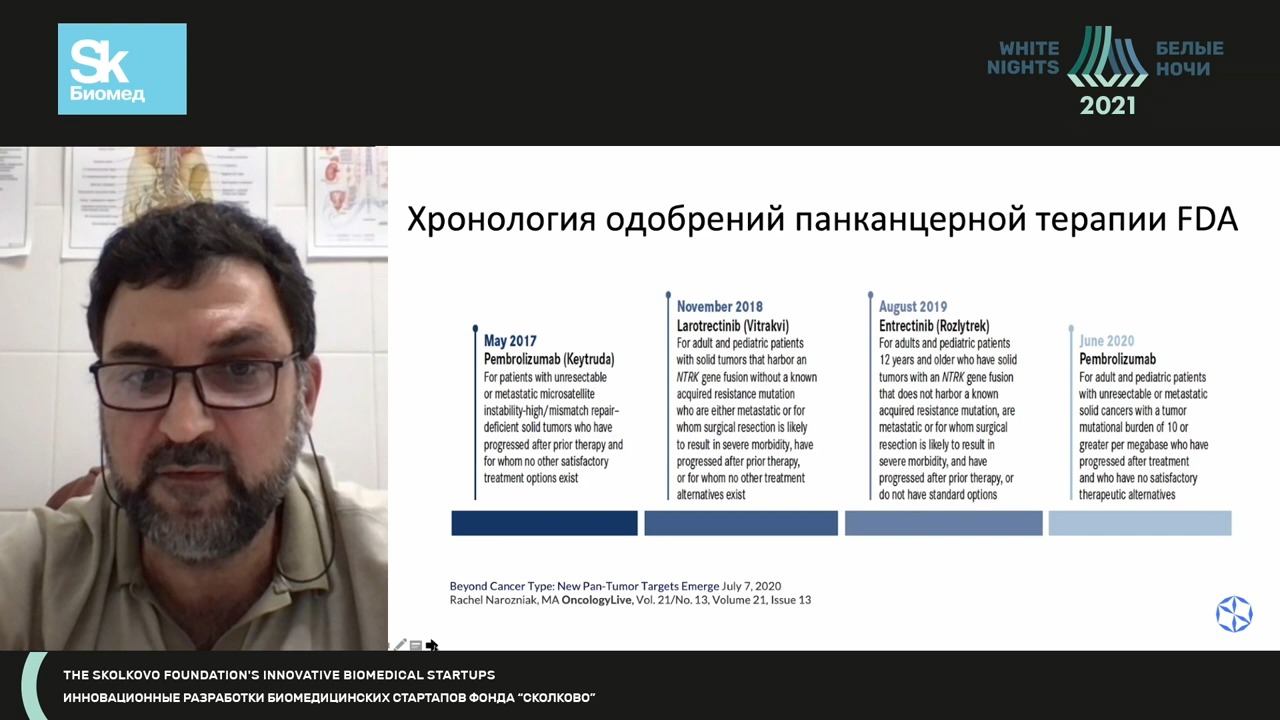 Sk
Биомед
WHITE
NIGHTS
БЕЛЫЕ
НОЧИ
2021
Хронология одобрений панканцерной терапии FDA
May 2017
Pembrolizumab (Keytruda)
For patients with unresectable
or metastatic microsatellite
instability-high/mismatch repair–
deficient solid tumors who have
progressed after prior therapy and
for whom no other satisfactory
treatment options exist
November 2018
Larotrectinib (Vitrakvi)
For adult and pediatric patients
with solid tumors that harbor an
NTRK gene fusion without a known
acquired resistance mutation
who are either metastatic or for
whom surgical resection is likely
to result in severe morbidity, have
progressed after prior therapy,
or for whom no other treatment
alternatives exist
August 2019
Entrectinib (Rozlytrek)
For adults and pediatric patients
12 years and older who have solid
tumors with an NTRK gene fusion
that does not harbor a known
acquired resistance mutation, are
metastatic or for whom surgical
resection is likely to result in
severe morbidity, and have
progressed after prior therapy, or
do not have standard options
June 2020
Pembrolizumab
For adult and pediatric patients
with unresectable or metastatic
solid cancers with a tumor
mutational burden of 10 or
greater per megabase who have
progressed after treatment
and who have no satisfactory
therapeutic alternatives
Beyond Cancer Type: New Pan-Tumor Targets Emerge July 7, 2020
Rachel Narozniak, MA OncologyLive, Vol. 21/No. 13, Volume 21, Issue 13
THE SKOLKOVO FOUNDATION'S INNOVATIVE BIOMEDICAL STARTUPS
ИННОВАЦИОННЫЕ РАЗРАБОТКИ БИОМЕДИЦИНСКИХ СТАРТАПОВ ФОНДА "СКОЛКОВО"